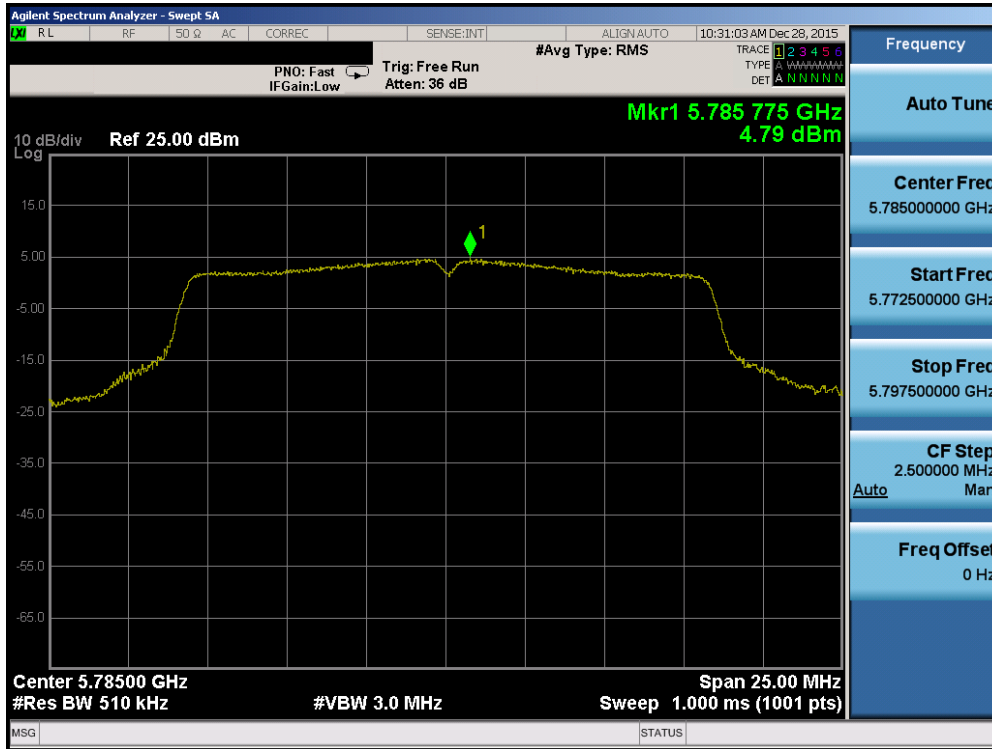 Agilent Spectrum Analyzer - Swept SA
LXI RL RF 50 Ω AC CORREC SENSE:INT ALIGN AUTO 10:31:03 AM Dec 28, 2015
#Avg Type: RMS TRACE 1 2 3 4 5 6
PNO: Fast Trig: Free Run TYPE A WWWWW
IFGain:Low Atten: 36 dB DET A N N N N N
Mkr1 5.785 775 GHz
4.79 dBm
10 dB/div Ref 25.00 dBm
Log
15.0
1
5.00
-5.00
-15.0
-25.0
-35.0
-45.0
-55.0
-65.0
Center 5.78500 GHz Span 25.00 MHz
#Res BW 510 kHz #VBW 3.0 MHz Sweep 1.000 ms (1001 pts)
MSG STATUS
Frequency
Auto Tune
Center Freq
5.785000000 GHz
Start Freq
5.772500000 GHz
Stop Freq
5.797500000 GHz
CF Step
2.500000 MHz
Auto Man
Freq Offset
0 Hz